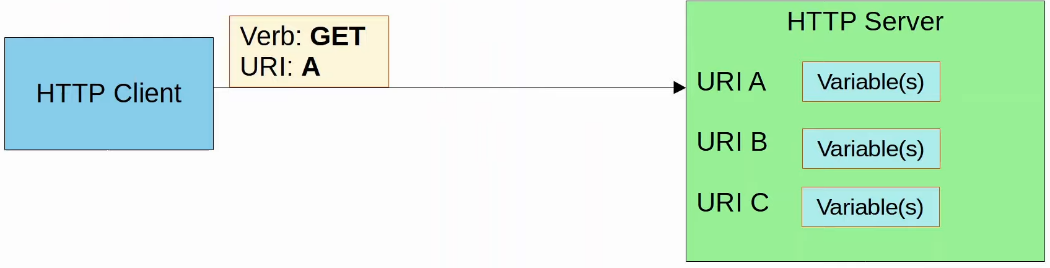 HTTP Client
Verb: GET
URI: A
HTTP Server
URI A Variable(s)
URI B Variable(s)
URI C Variable(s)